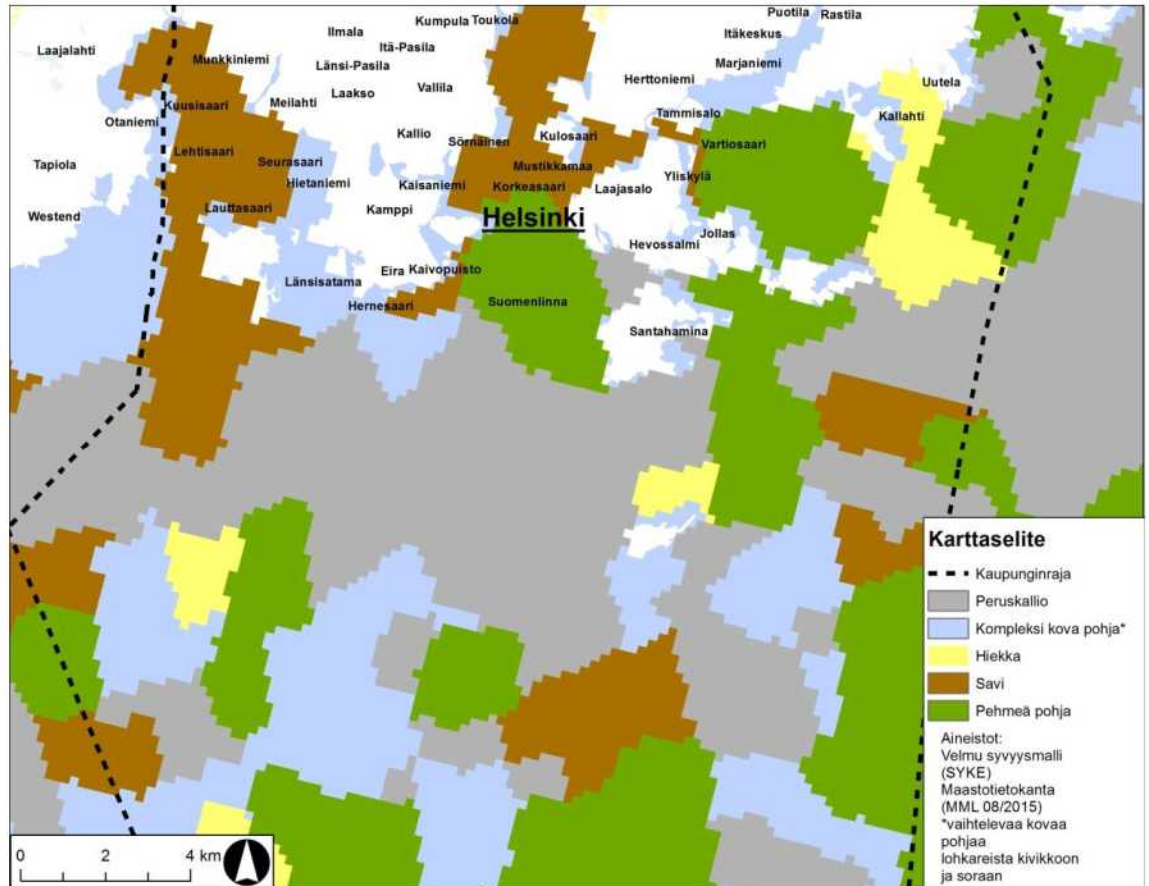 Kumpula Toukola
Puotila Rastila
Laajalahti
Ilmala
Itäkeskus
Munkkiniemi
Itä-Pasila
Länsi-Pasila
Marjaniemi
Herttoniemi
Uutela
Kuusisaari
Meilahti
Laakso
Vallila
Tammisalo
Kallahti
Otaniemi
Kallio
Sörnäinen
Kulosaari
Vartiosaari
Tapiola
Lehtisaari
Seurasaari
Mustikkamaa
Hietaniemi
Kaisaniemi
Korkeasaari
Laajasalo
Yliskylä
Westend
Lauttasaari
Kamppi
Helsinki
Hevossalmi
Jollas
Länsisatama
Eira
Kaivopuisto
Hernesaari
Suomenlinna
Santahamina
Karttaselite
Kaupunginraja
Peruskallio
Kompleksi kova pohja*
Hiekka
Savi
Pehmeä pohja
Aineistot:
Velmu syvyysmalli
(SYKE)
Maastotietokanta
(MML 08/2015)
*vaihtelevaa kovaa
pohjaa
lohkareista kivikkoon
ja soraan
0 2 4 km